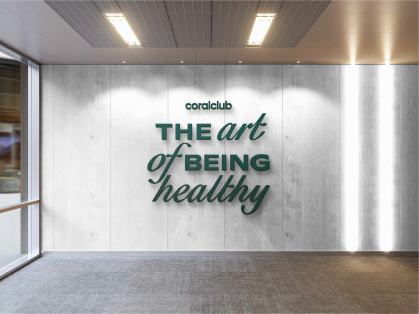 coralclub
THE art
of BEING
healthy